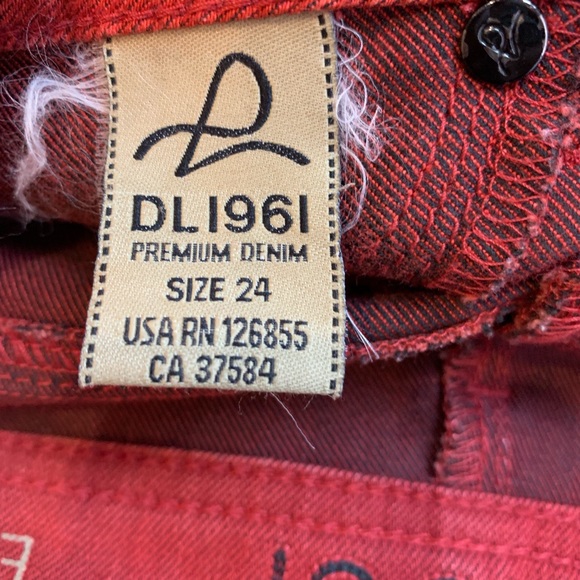 DL1961
PREMIUM DENIM
SIZE 24
USA RN 126855
CA 37584